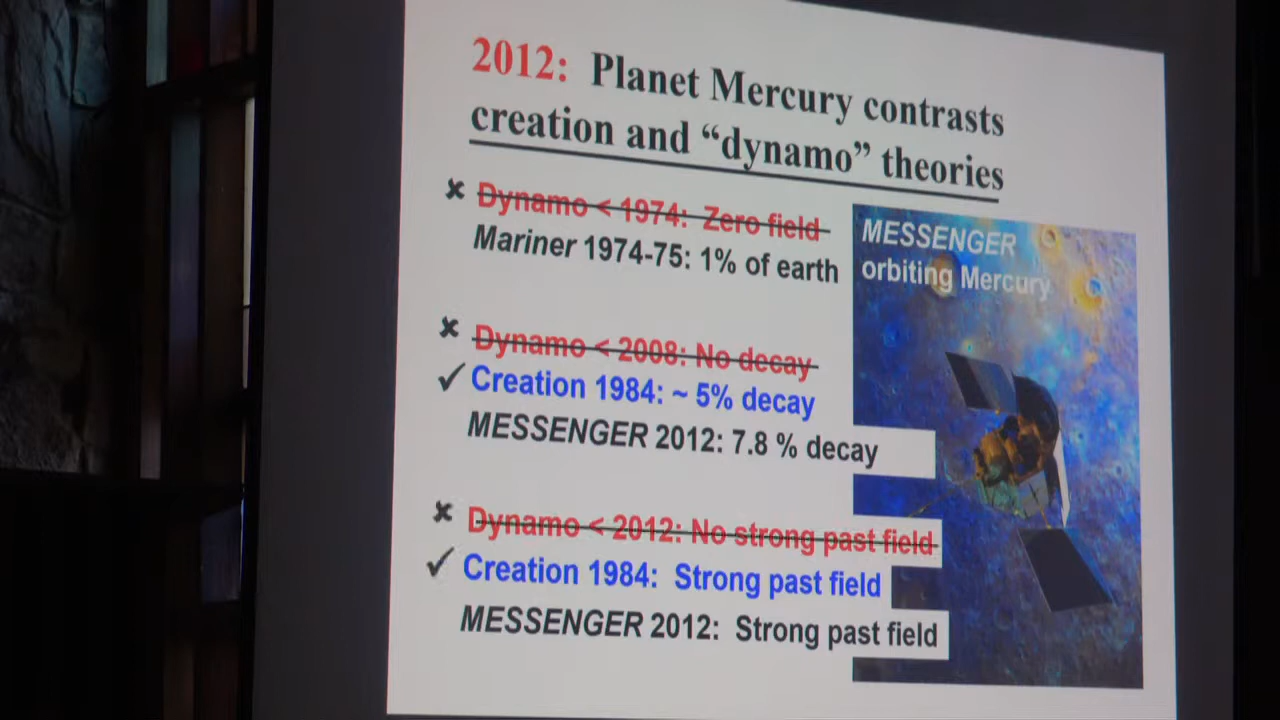 2012: Planet Mercury contrasts
creation and “dynamo” theories
Dynamo < 1974: Zero field
Mariner 1974-75: 1% of earth
MESSENGER
orbiting Mercury
Dynamo < 2008: No decay
Creation 1984: ~ 5% decay
MESSENGER 2012: 7.8 % decay
Dynamo < 2012: No strong past field
Creation 1984: Strong past field
MESSENGER 2012: Strong past field